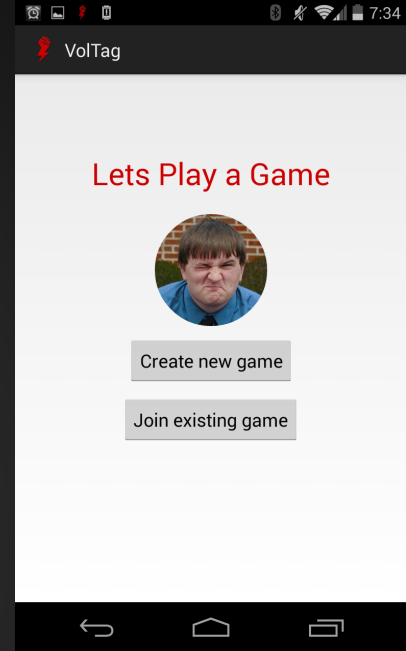 7:34
VolTag
Lets Play a Game
Create new game
Join existing game